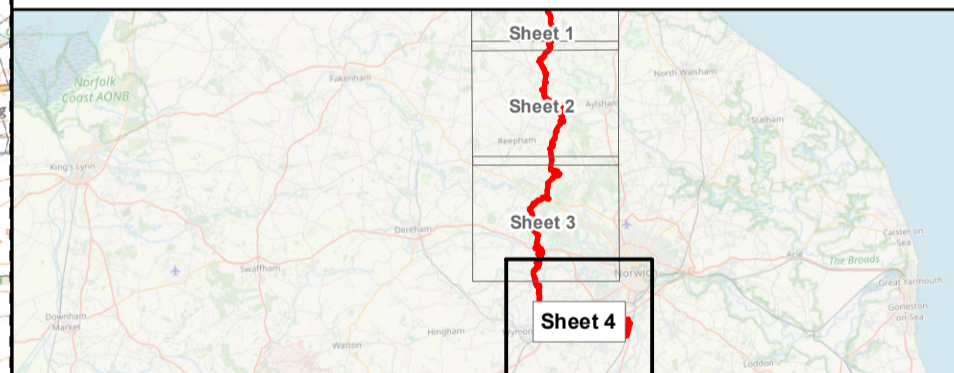 Sheet 1
Norfolk
Coast AONB
Fakenham
North Walsham
Sheet 2
Aylsham
Stalham
Reepham
King's Lynn
Sheet 3
Dereham
Caister on
Sea
Acle
The Broads
Swaffham
Norwich
Great Yarmouth
Gorleston
-on-Sea
Downham
Market
Hingham
Wymon
Sheet 4
Watton
Loddon